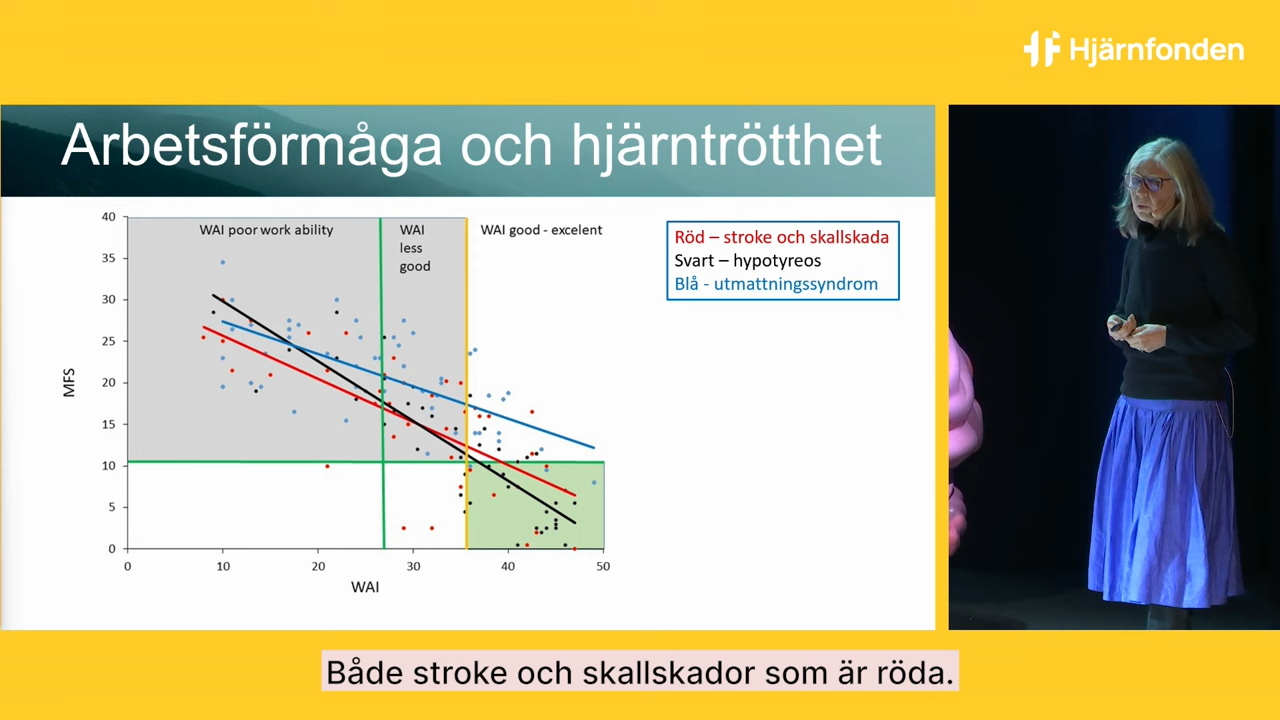 Hjärnfonden
Arbetsförmåga och hjärntrötthet
40
35
30
25
20
15
10
5
0
MFS
WAI poor work ability
WAI
less
good
WAI good - excelent
0 10 20 30 40 50
WAI
Röd – stroke och skallskada
Svart – hypotyreos
Blå - utmattningssyndrom
Både stroke och skallskador som är röda.